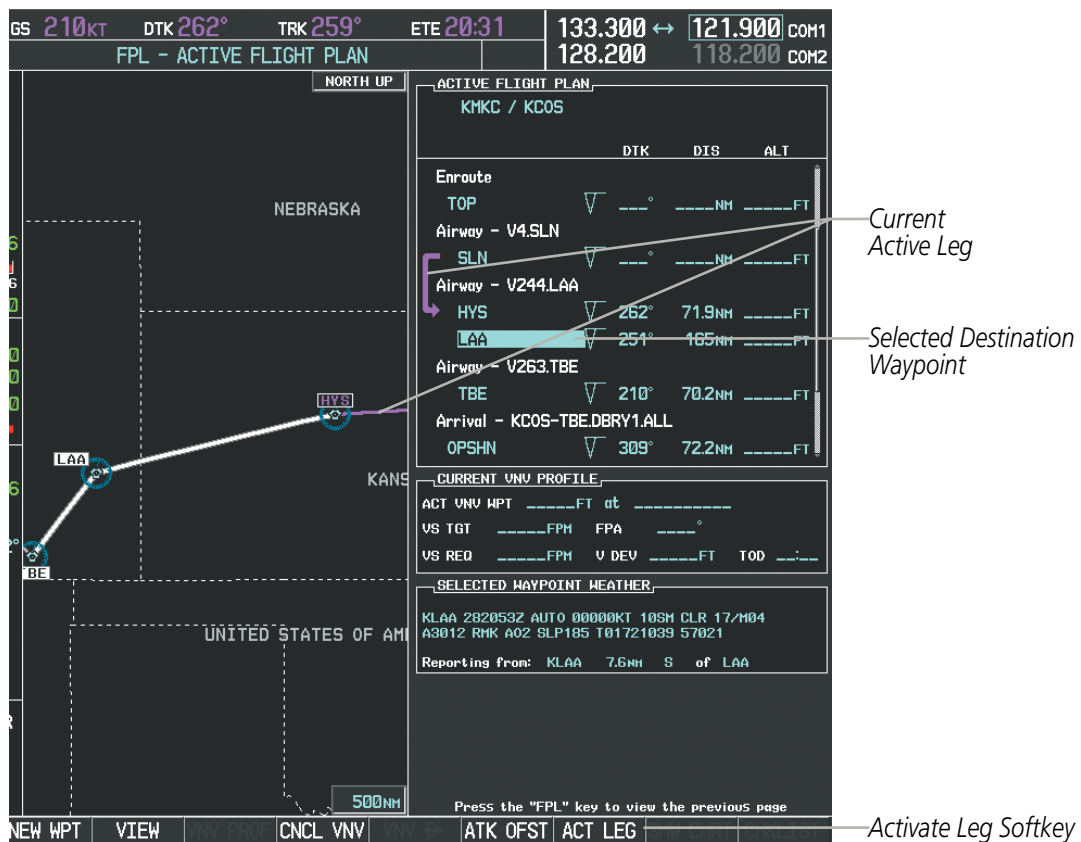 GS 210KT DTK 262° TRK 259° ETE 20:31 133.300 ↔ 121.900 COM1
FPL – ACTIVE FLIGHT PLAN 128.200 118.200 COM2
NORTH UP
ACTIVE FLIGHT PLAN
KMKC / KCOS
DTK DIS ALT
Enroute
TOP ___° ____NM _____FT
Airway – V4.SLN
SLN ___° ____NM _____FT
Airway – V244.LAA
HYS 262° 71.9NM _____FT
LAA 251° 165NM _____FT
Airway – V263.TBE
TBE 210° 70.2NM _____FT
Arrival – KCOS-TBE.DBRY1.ALL
OPSHN 309° 72.2NM _____FT
Current
Active Leg
Selected Destination
Waypoint
NEBRASKA
HYS
LAA
KANS
TBE
UNITED STATES OF AM
500NM
CURRENT VNV PROFILE
ACT VNV WPT _____FT at __________
VS TGT _____FPM FPA ____°
VS REQ _____FPM V DEV _____FT TOD __:__
SELECTED WAYPOINT WEATHER
KLAA 282053Z AUTO 00000KT 10SM CLR 17/M04
A3012 RMK AO2 SLP185 T01721039 57021
Reporting from: KLAA 7.6NM S of LAA
Press the "FPL" key to view the previous page
NEW WPT VIEW VNV PROF CNCL VNV VNV ATK OFST ACT LEG SHW CHRT CHKLIST
Activate Leg Softkey